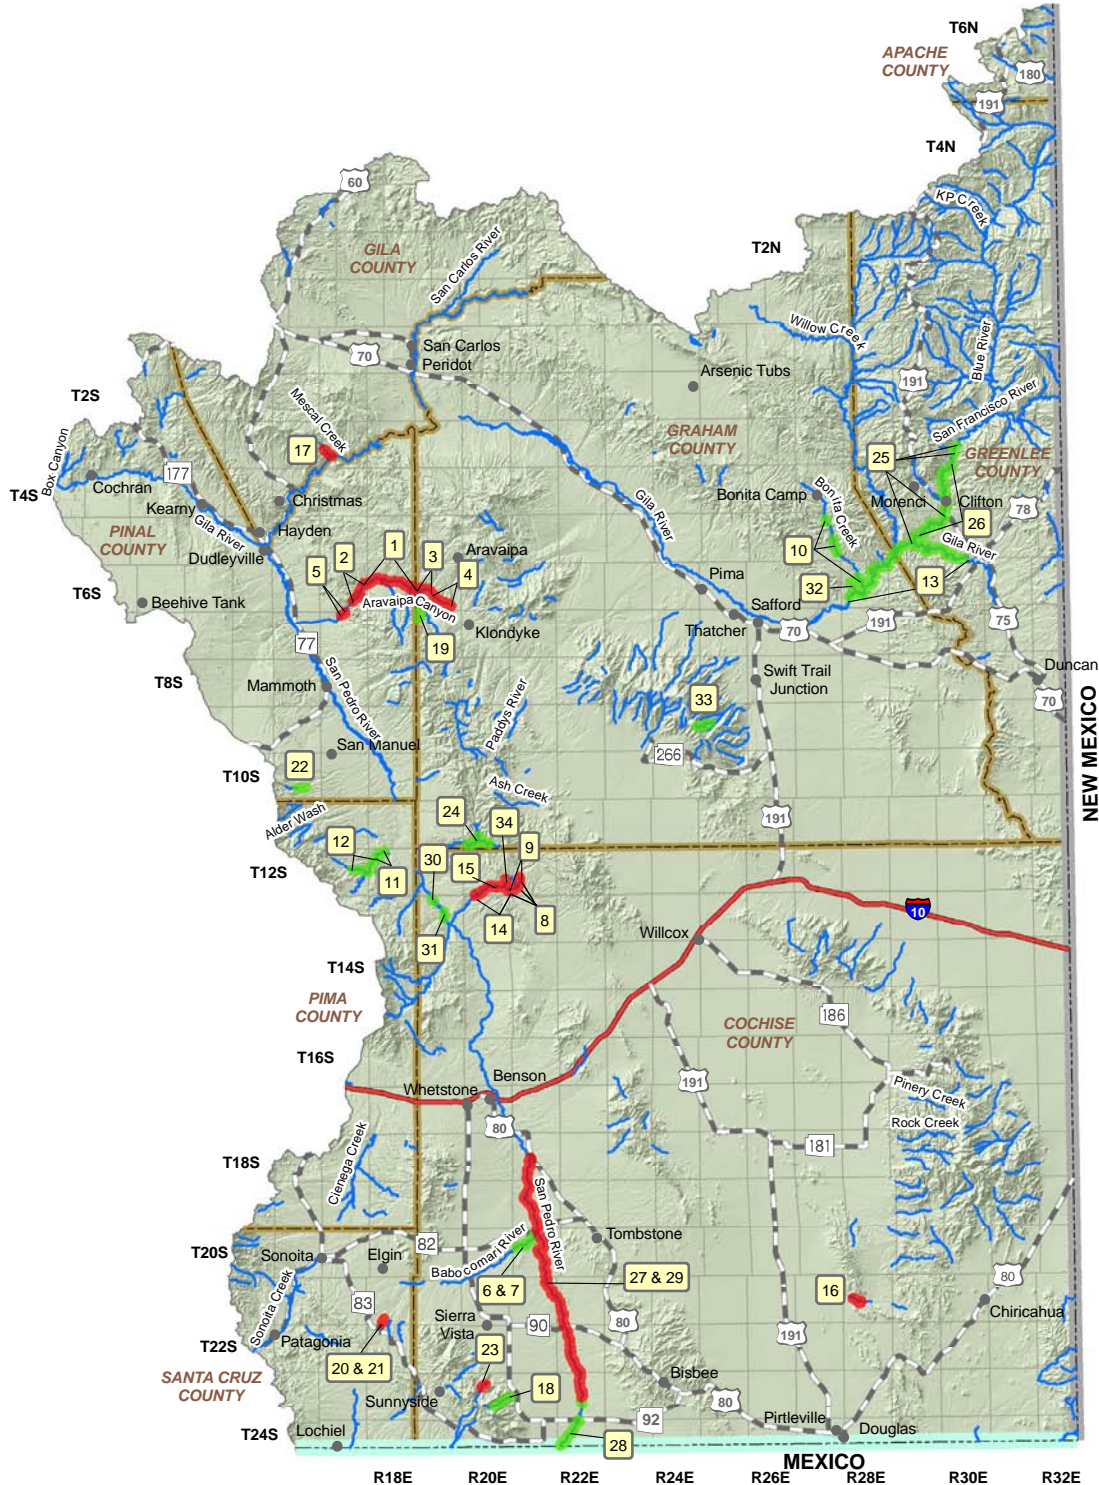 T6N
APACHE
COUNTY
180
191
T4N
60
KP Creek
GILA
COUNTY
San Carlos River
T2N
Willow Creek
Blue River
San Carlos
70
Peridot
Arsenic Tubs
191
T2S
Mescal Creek
San Francisco River
GRAHAM
COUNTY
17
25
GREENLEE
COUNTY
Box Canyon
177
Cochran
T4S
Christmas
Kearny
Bonita Camp
Bonita Creek
Morenci
Clifton
78
Gila River
Gila River
26
PINAL
COUNTY
Hayden
Dudleyville
1
2
3
Aravaipa
10
Gila River
5
4
Pima
32
13
T6S
Beehive Tank
Aravaipa Canyon
Safford
Thatcher
70
191
75
Klondyke
19
77
Duncan
T8S
Mammoth
San Pedro River
Swift Trail
Junction
70
Paddys River
33
NEW MEXICO
San Manuel
266
T10S
22
Ash Creek
Alder Wash
24
34
191
12
30
9
T12S
11
15
8
14
10
31
Willcox
T14S
PIMA
COUNTY
186
COCHISE
COUNTY
T16S
Benson
191
Whetstone
Pinery Creek
80
Rock Creek
181
Cienega Creek
T18S
San Pedro River
T20S
82
Tombstone
Sonoita
Elgin
Babocomari River
27 & 29
6 & 7
80
16
Sonoita Creek
83
Sierra
Vista
90
80
Chiricahua
T22S
Patagonia
191
20 & 21
23
Bisbee
SANTA CRUZ
COUNTY
Sunnyside
18
80
92
Pirtleville
T24S
Lochiel
28
Douglas
MEXICO
R18E
R20E
R22E
R24E
R26E
R28E
R30E
R32E